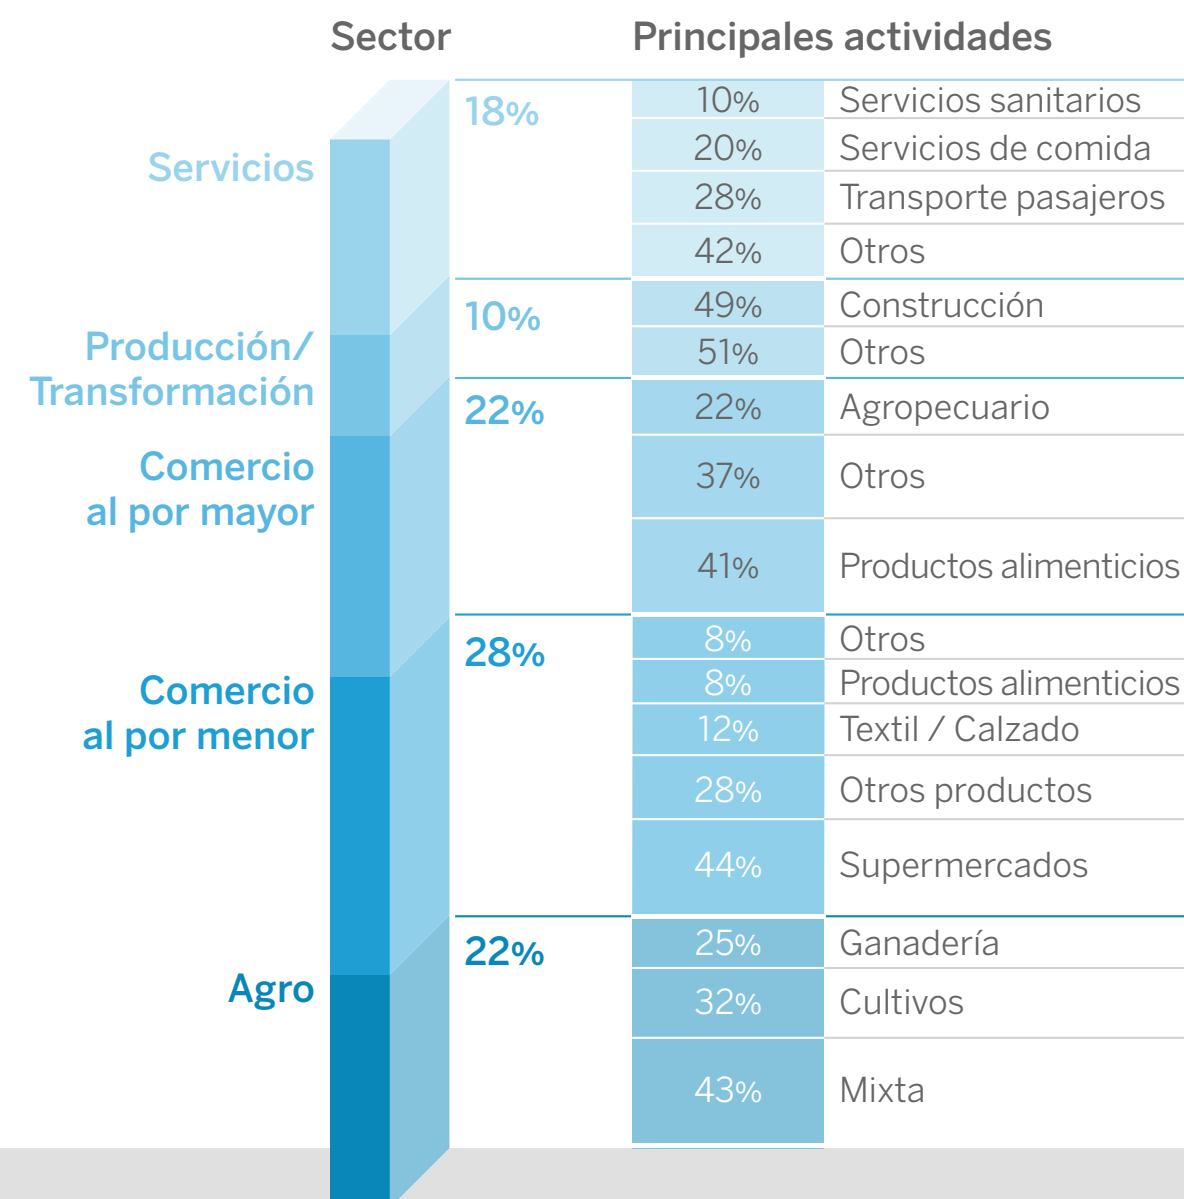 Sector Principales actividades
Servicios
18%
10% Servicios sanitarios
20% Servicios de comida
28% Transporte pasajeros
42% Otros
Producción/
Transformación
10%
49% Construcción
51% Otros
Comercio
al por mayor
22%
22% Agropecuario
37% Otros
41% Productos alimenticios
Comercio
al por menor
28%
8% Otros
8% Productos alimenticios
12% Textil / Calzado
28% Otros productos
44% Supermercados
Agro
22%
25% Ganadería
32% Cultivos
43% Mixta